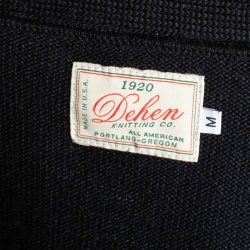 1920
MADE IN U.S.A.
Dehen
KNITTING CO.
ALL AMERICAN
PORTLAND-OREGON
M